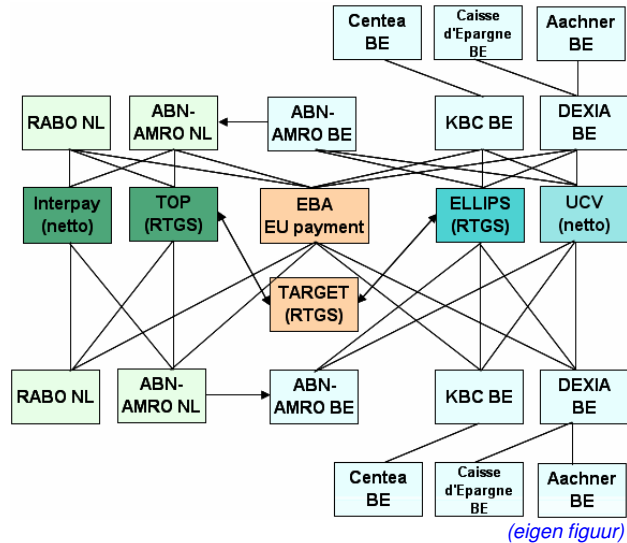 Centea
BE
Caisse
d'Epargne
BE
Aachner
BE
RABO NL
ABN-
AMRO NL
ABN-
AMRO BE
KBC BE
DEXIA
BE
Interpay
(netto)
TOP
(RTGS)
EBA
EU payment
ELLIPS
(RTGS)
UCV
(netto)
TARGET
(RTGS)
RABO NL
ABN-
AMRO NL
ABN-
AMRO BE
KBC BE
DEXIA
BE
Centea
BE
Caisse
d'Epargne
BE
Aachner
BE
(eigen figuur)